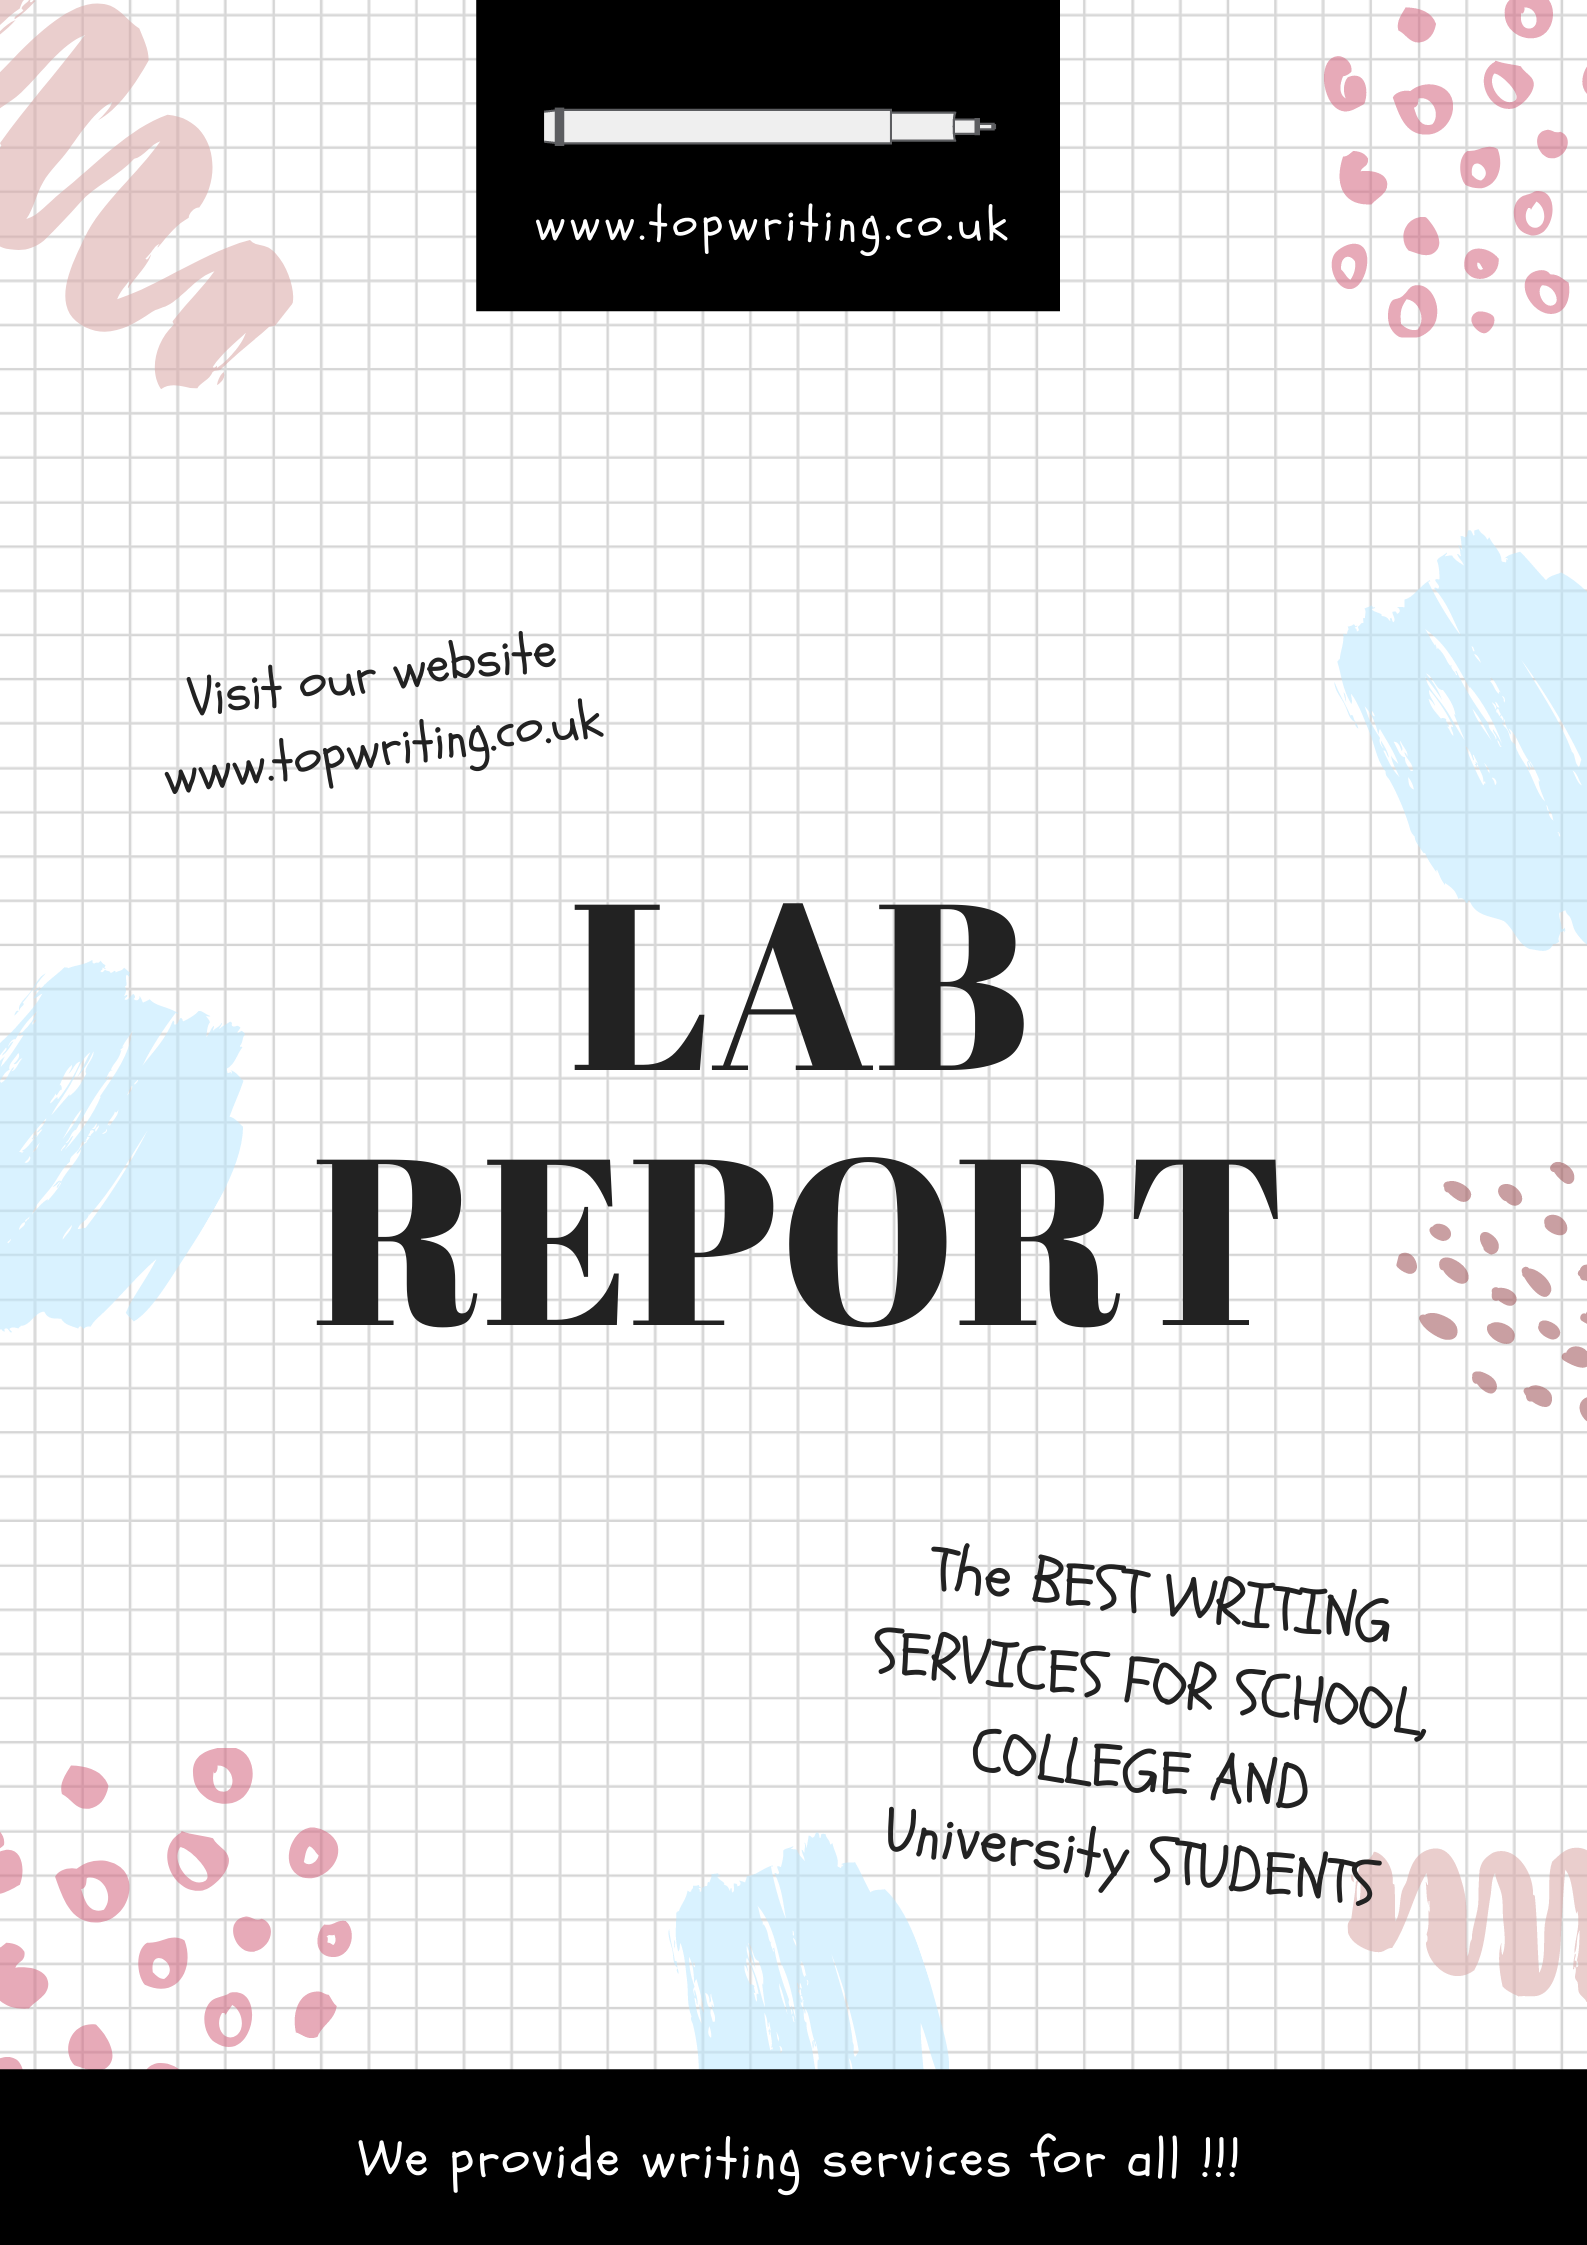 www.topwriting.co.uk
Visit our website
www.topwriting.co.uk
LAB
REPORT
The BEST WRITING
SERVICES FOR SCHOOL,
COLLEGE AND
University STUDENTS
We provide writing services for all !!!